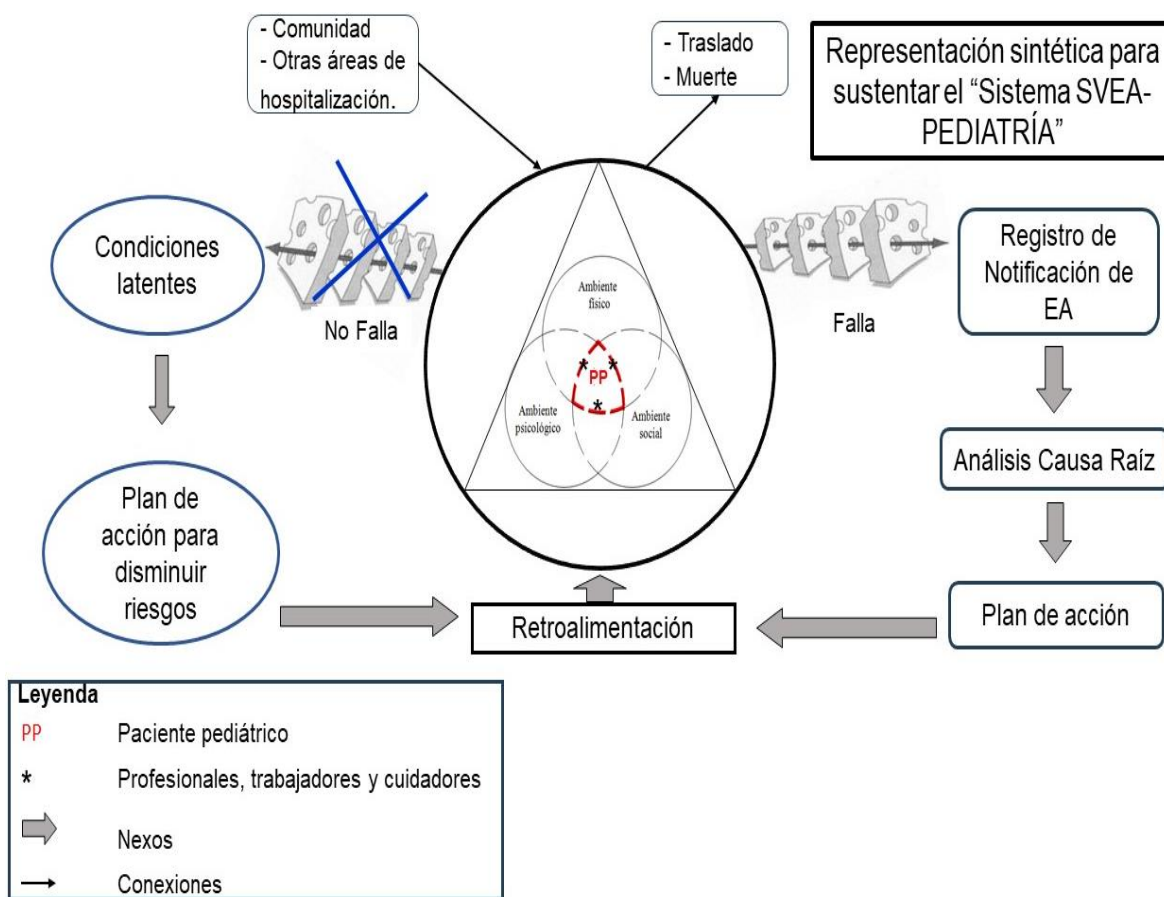 - Comunidad
- Otras áreas de
hospitalización.
- Traslado
- Muerte
Representación sintética para
sustentar el “Sistema SVEA-
PEDIATRÍA”
Condiciones
latentes
No Falla
Ambiente
físico
PP
Ambiente
psicológico
Ambiente
social
Falla
Registro de
Notificación de
EA
Plan de
acción para
disminuir
riesgos
Análisis Causa Raíz
Plan de acción
Retroalimentación
Leyenda
PP Paciente pediátrico
* Profesionales, trabajadores y cuidadores
Nexos
Conexiones